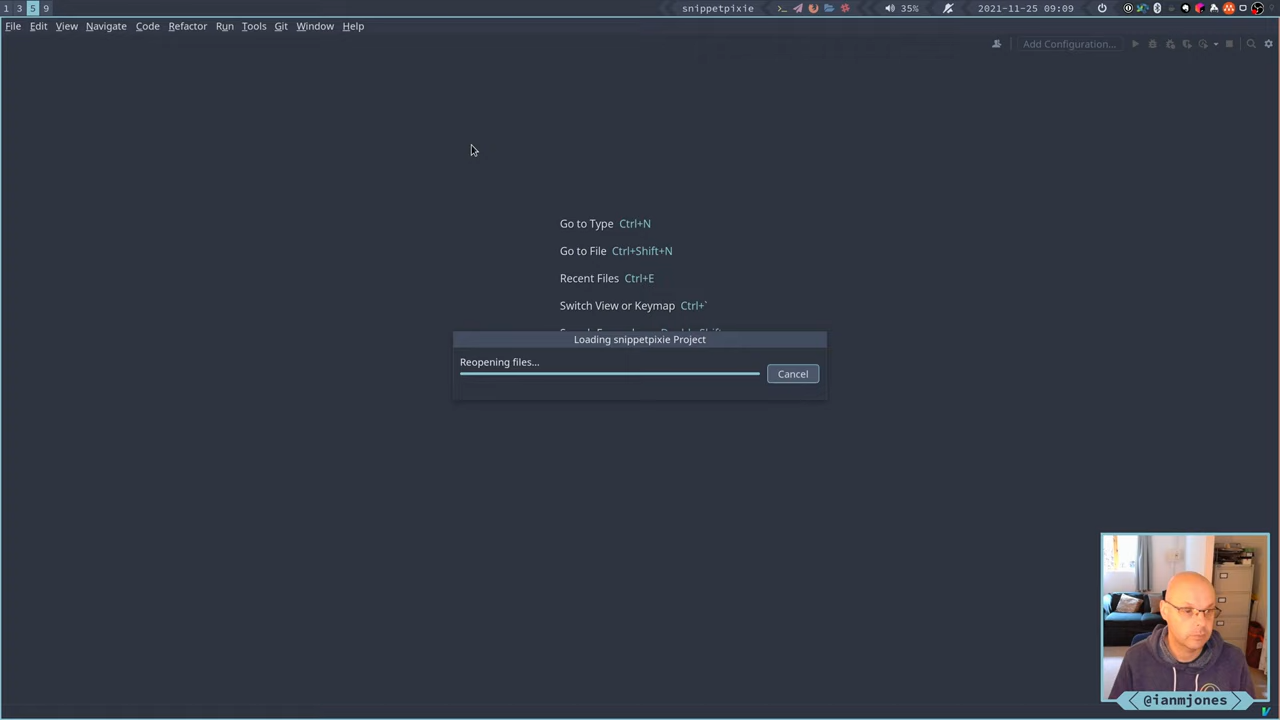 1 3 5 9
snippetpixie
35%
2021-11-25 09:09
File Edit View Navigate Code Refactor Run Tools Git Window Help
Add Configuration...
Go to Type Ctrl+N
Go to File Ctrl+Shift+N
Recent Files Ctrl+E
Switch View or Keymap Ctrl+`
Loading snippetpixie Project
Reopening files...
Cancel
@ianmjones